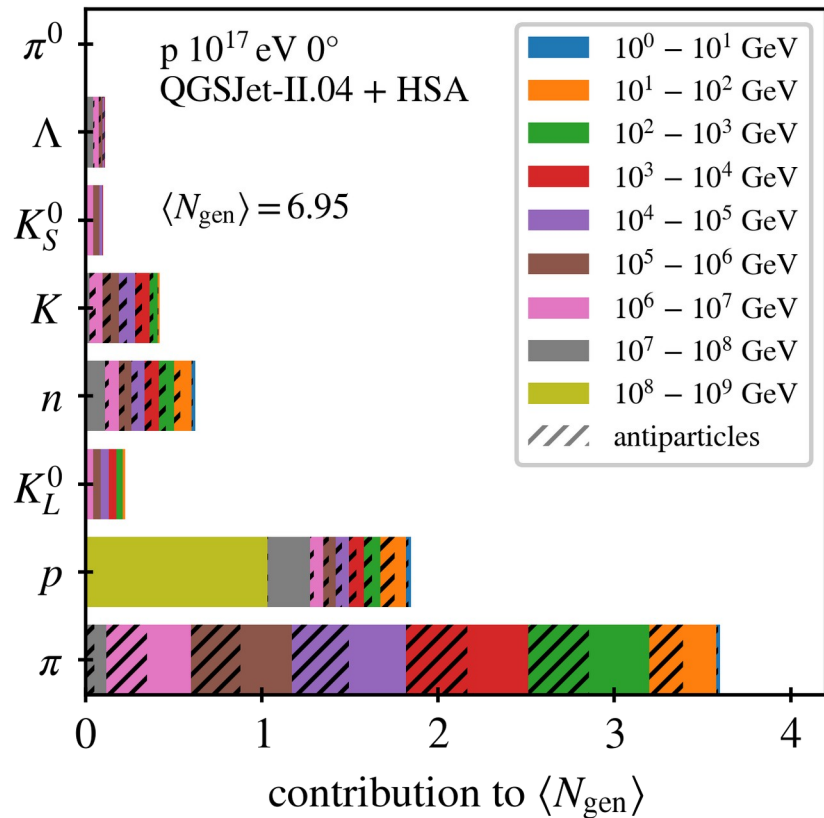 p 10¹⁷ eV 0°
QGSJet-II.04 + HSA
⟨N_gen⟩ = 6.95
10⁰ − 10¹ GeV
10¹ − 10² GeV
10² − 10³ GeV
10³ − 10⁴ GeV
10⁴ − 10⁵ GeV
10⁵ − 10⁶ GeV
10⁶ − 10⁷ GeV
10⁷ − 10⁸ GeV
10⁸ − 10⁹ GeV
antiparticles
π⁰
Λ
K_S⁰
K
n
K_L⁰
p
π
0 1 2 3 4
contribution to ⟨N_gen⟩